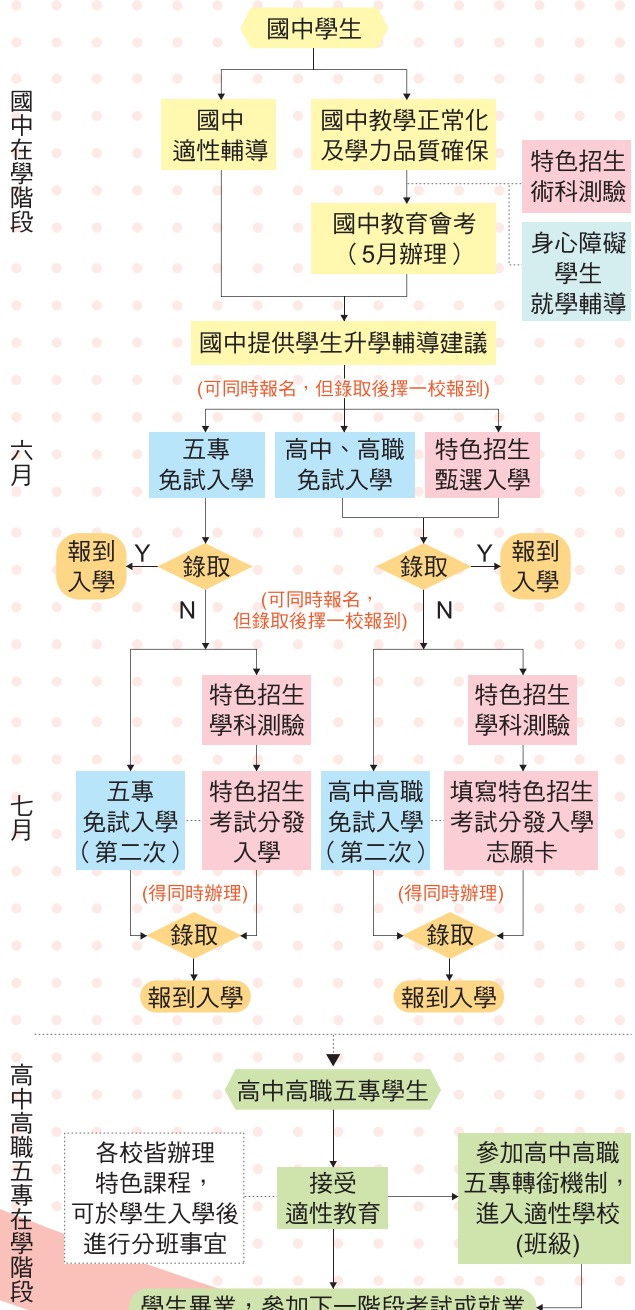 國中學生
國中在學階段
國中
適性輔導
國中教學正常化
及學力品質確保
特色招生
術科測驗
國中教育會考
（5月辦理）
身心障礙
學生
就學輔導
國中提供學生升學輔導建議
(可同時報名，但錄取後擇一校報到)
六月
五專
免試入學
高中、高職
免試入學
特色招生
甄選入學
報到
入學
Y
錄取
錄取
Y
報到
入學
N
(可同時報名，
但錄取後擇一校報到)
N
特色招生
學科測驗
特色招生
學科測驗
七月
五專
免試入學
（第二次）
特色招生
考試分發
入學
高中高職
免試入學
（第二次）
填寫特色招生
考試分發入學
志願卡
(得同時辦理)
(得同時辦理)
錄取
錄取
報到入學
報到入學
高中高職五專在學階段
高中高職五專學生
各校皆辦理
特色課程，
可於學生入學後
進行分班事宜
接受
適性教育
參加高中高職
五專轉銜機制，
進入適性學校
(班級)
學生畢業，參加下一階段考試或就業